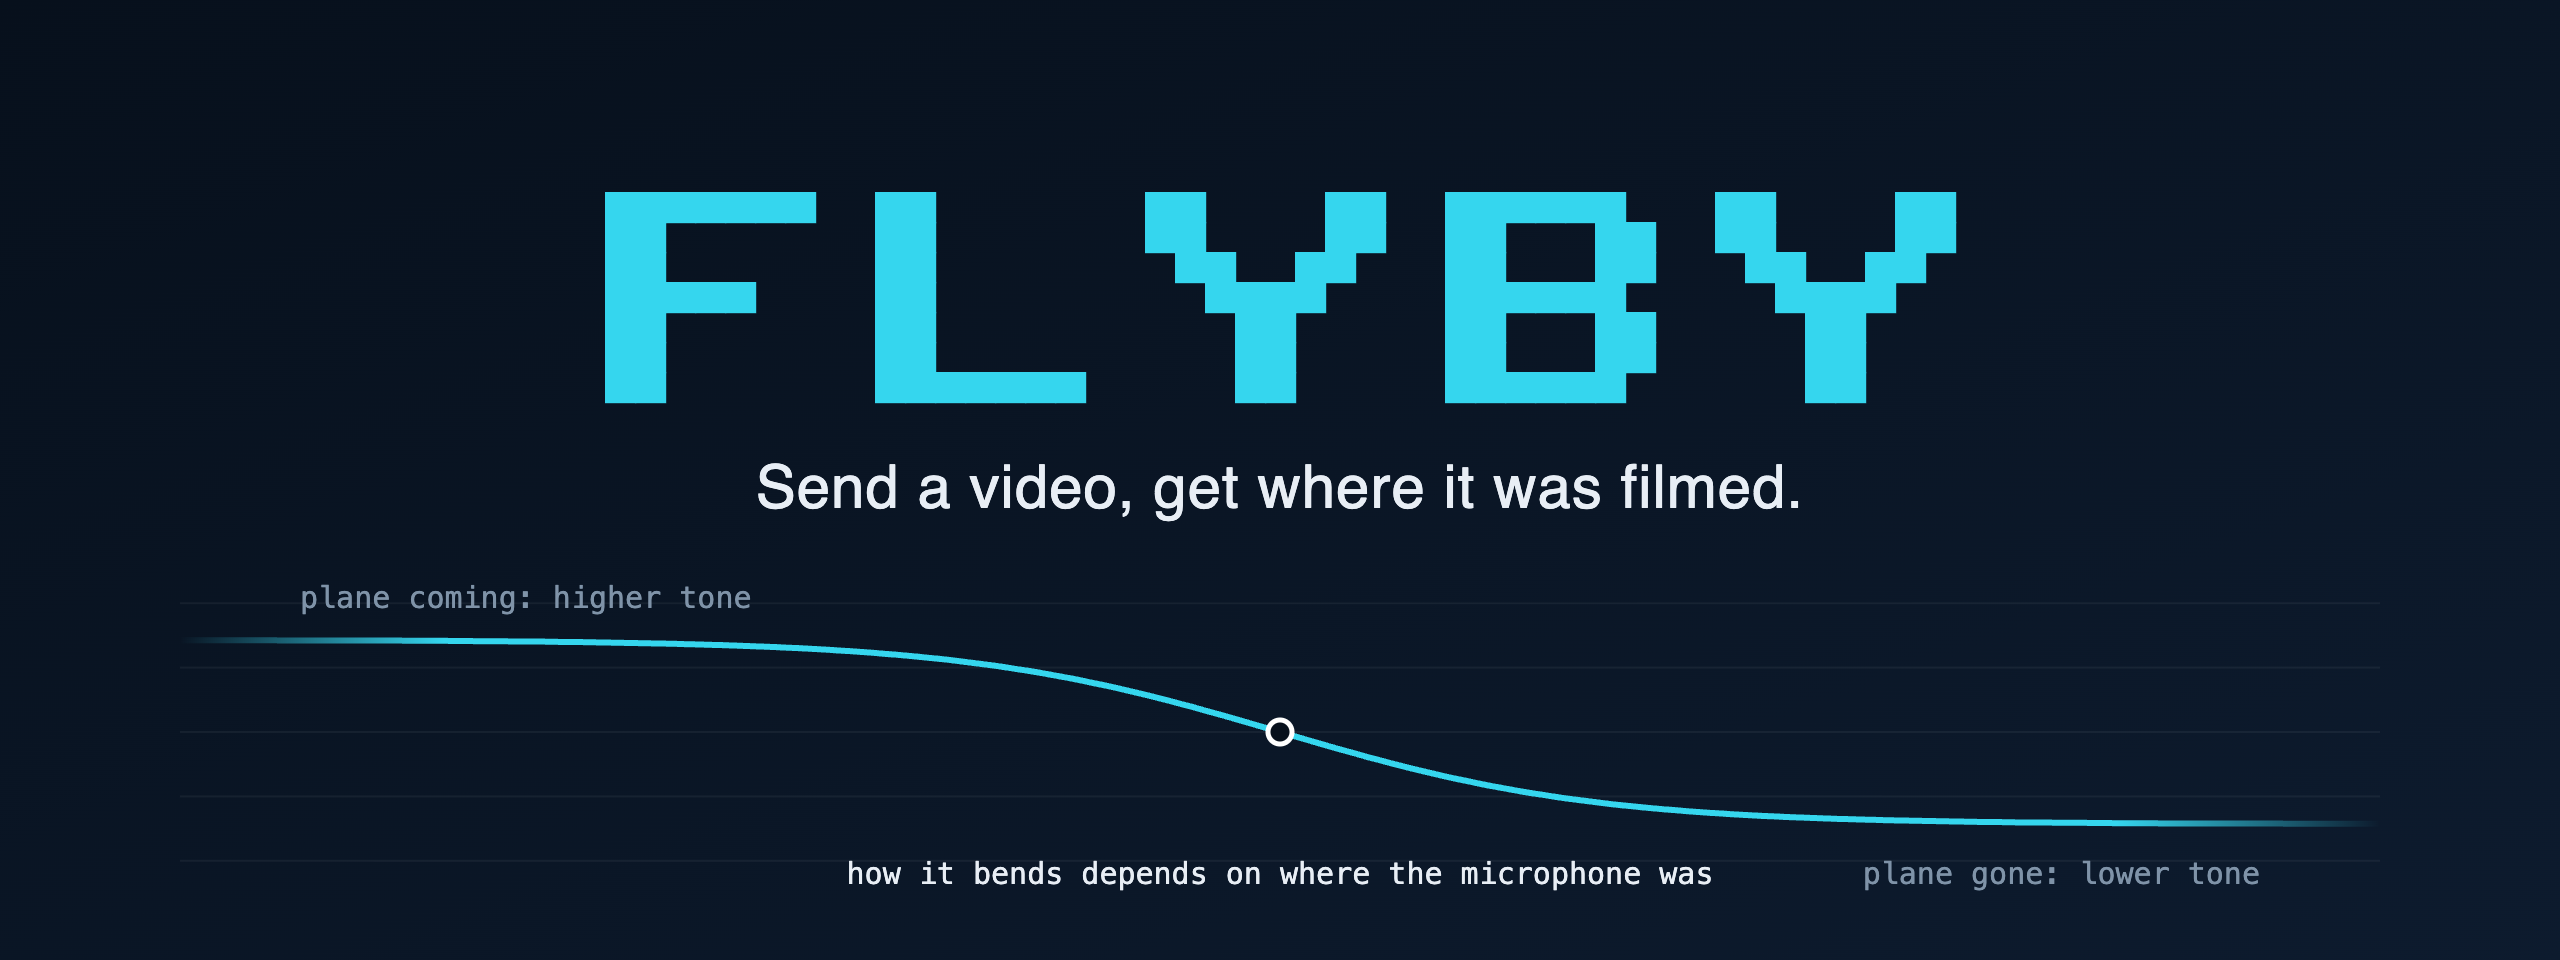 FLYBY
Send a video, get where it was filmed.
plane coming: higher tone
how it bends depends on where the microphone was
plane gone: lower tone